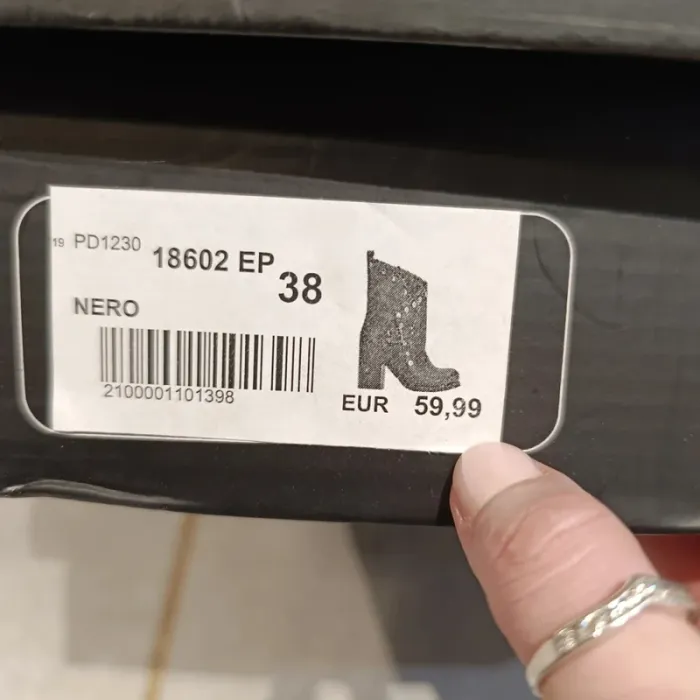 19 PD1230 18602 EP 38
NERO
2100001101398
EUR 59,99